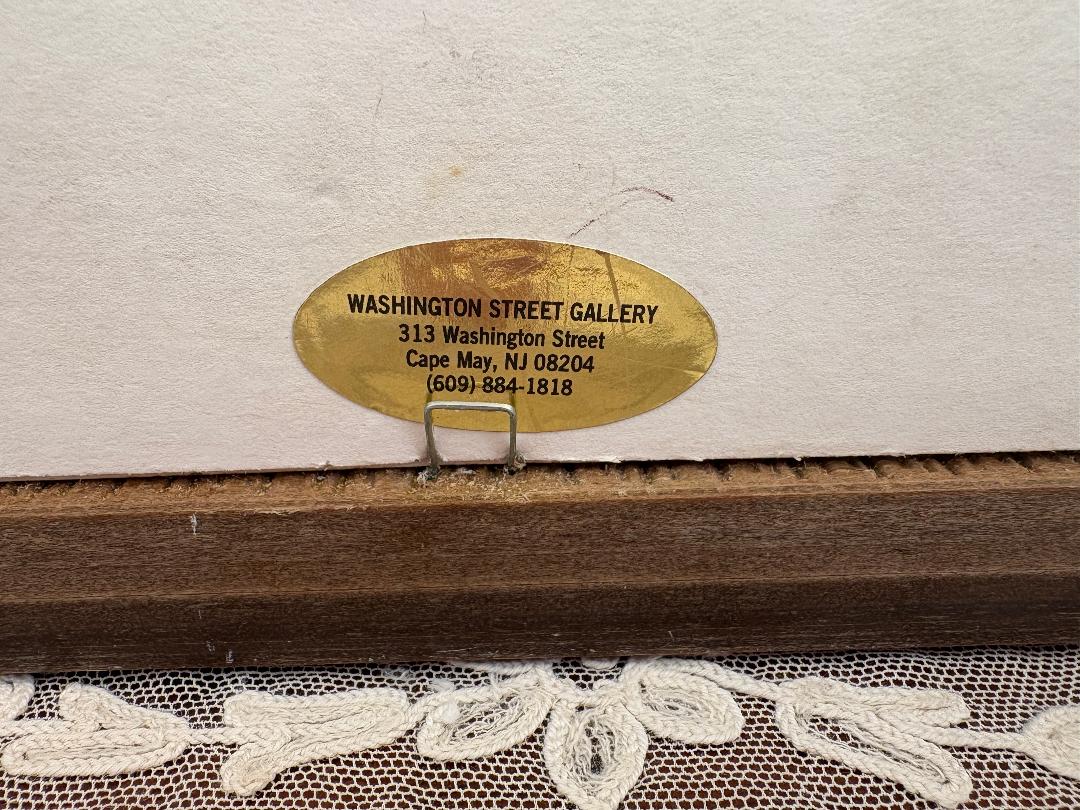 WASHINGTON STREET GALLERY
313 Washington Street
Cape May, NJ 08204
(609) 884-1818